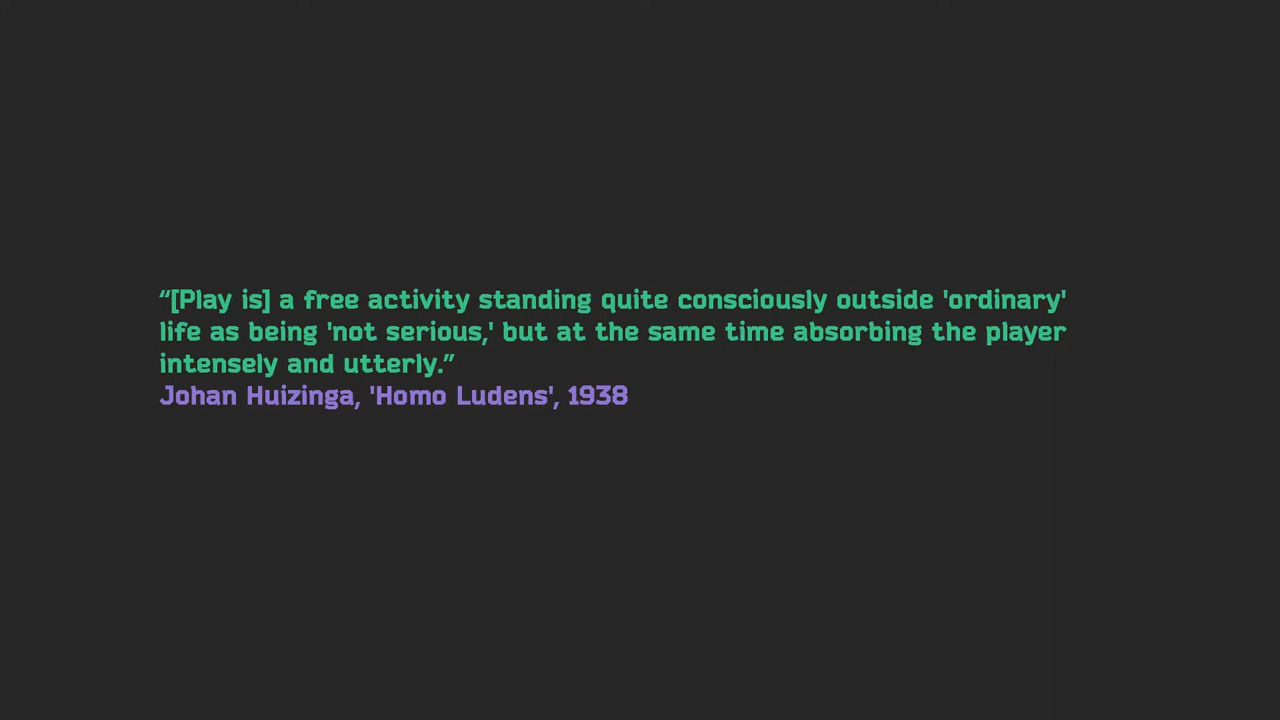 “[Play is] a free activity standing quite consciously outside 'ordinary'
life as being 'not serious,' but at the same time absorbing the player
intensely and utterly.”
Johan Huizinga, 'Homo Ludens', 1938